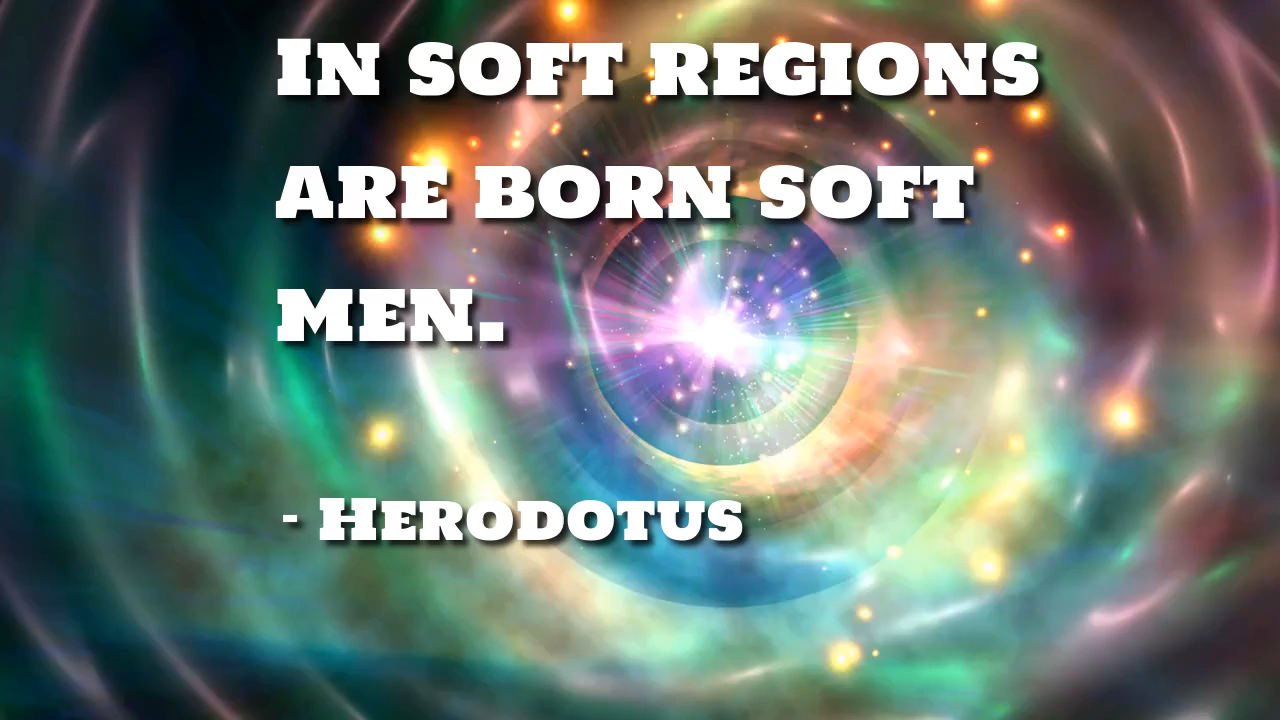 In soft regions
are born soft
men.
- Herodotus